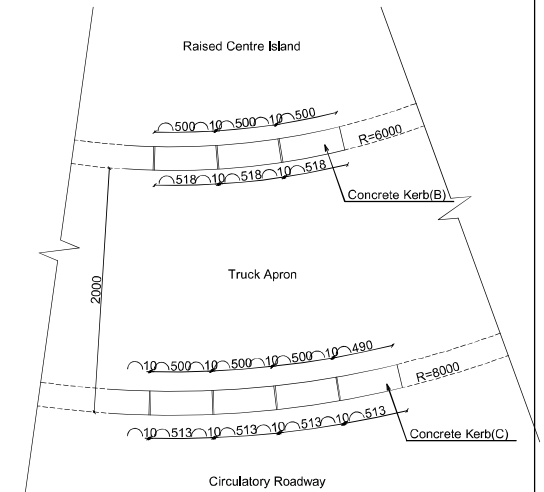 Raised Centre Island
⌒500⌒10⌒500⌒10⌒500
R=6000
⌒518⌒10⌒518⌒10⌒518
Concrete Kerb(B)
2000
Truck Apron
⌒10⌒500⌒10⌒500⌒10⌒500⌒10⌒490
R=8000
⌒10⌒513⌒10⌒513⌒10⌒513⌒10⌒513
Concrete Kerb(C)
Circulatory Roadway